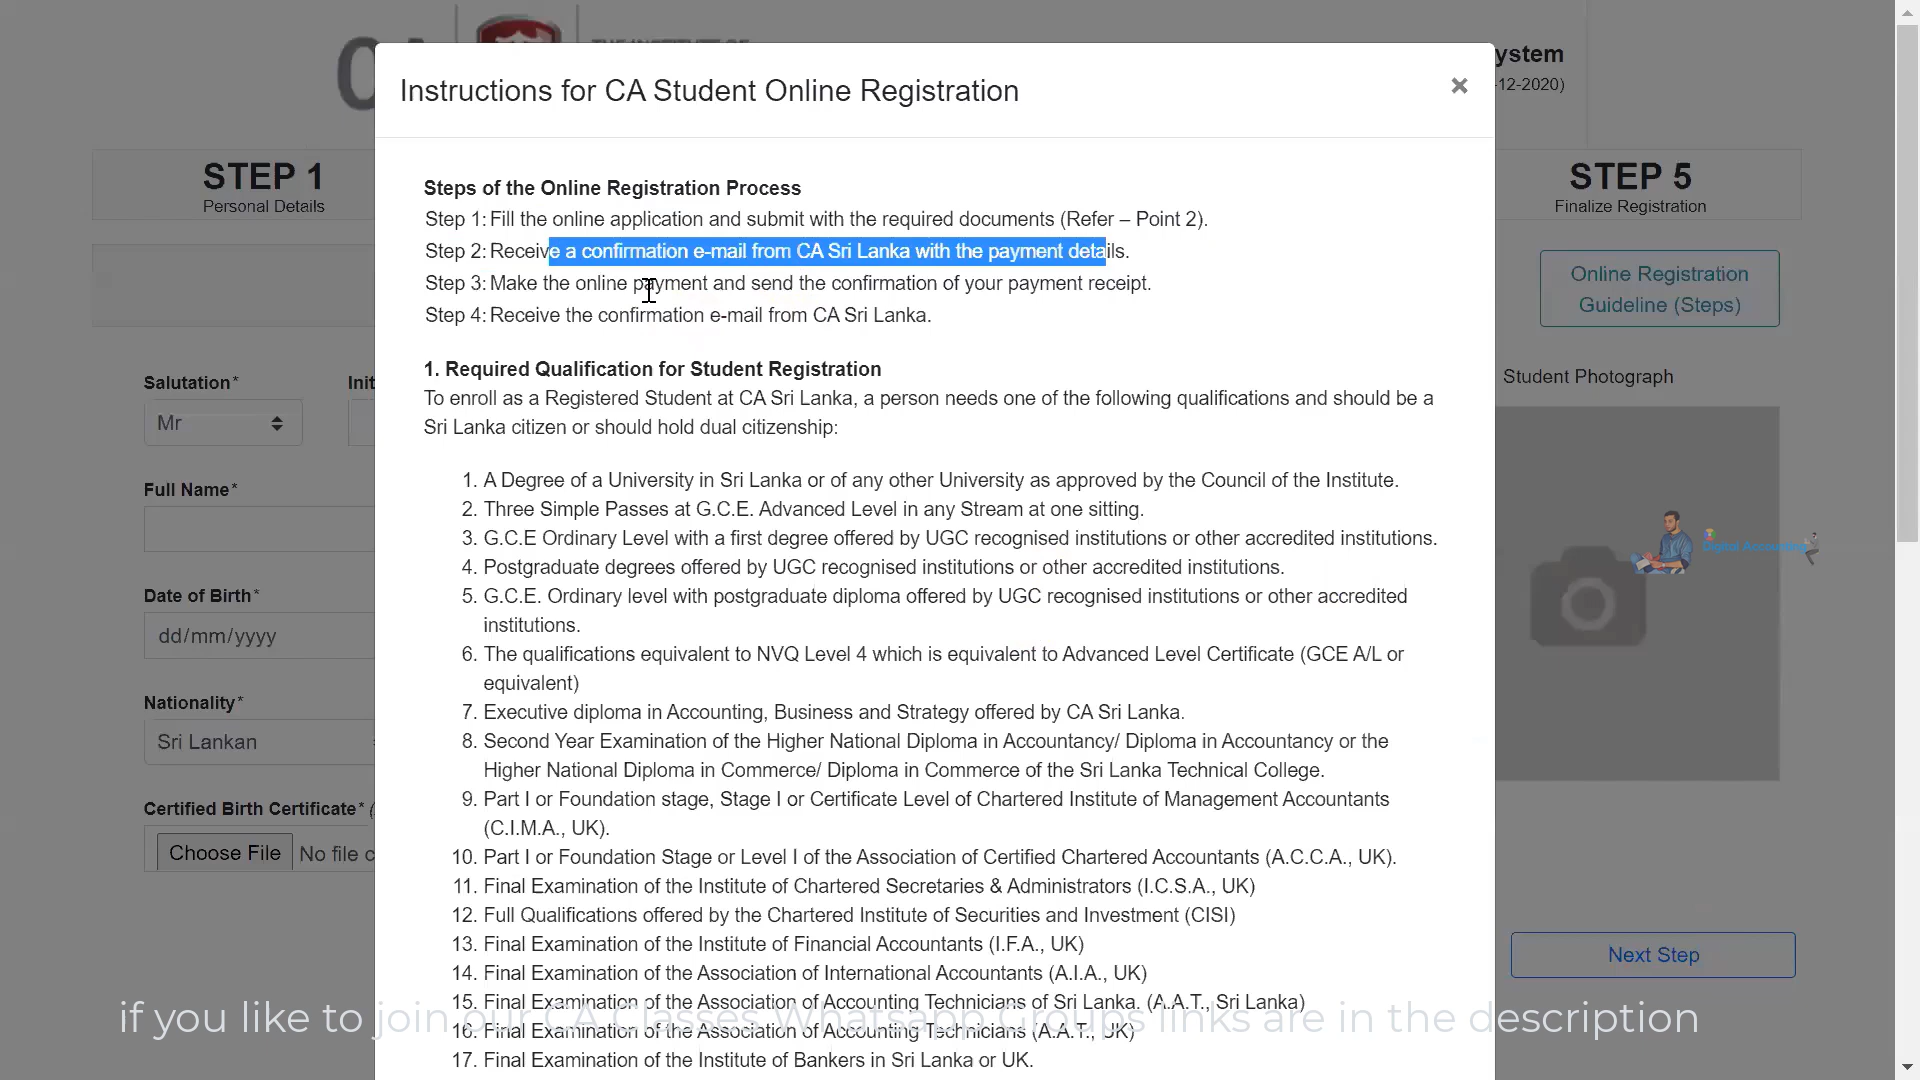 CA
THE INSTITUTE OF
ystem
-12-2020)
Instructions for CA Student Online Registration
×
STEP 1
Personal Details
STEP 5
Finalize Registration
Steps of the Online Registration Process
Step 1: Fill the online application and submit with the required documents (Refer – Point 2).
Step 2: Receive a confirmation e-mail from CA Sri Lanka with the payment details.
Step 3: Make the online payment and send the confirmation of your payment receipt.
Step 4: Receive the confirmation e-mail from CA Sri Lanka.
Online Registration
Guideline (Steps)
1. Required Qualification for Student Registration
To enroll as a Registered Student at CA Sri Lanka, a person needs one of the following qualifications and should be a
Sri Lanka citizen or should hold dual citizenship:
1. A Degree of a University in Sri Lanka or of any other University as approved by the Council of the Institute.
2. Three Simple Passes at G.C.E. Advanced Level in any Stream at one sitting.
3. G.C.E Ordinary Level with a first degree offered by UGC recognised institutions or other accredited institutions.
4. Postgraduate degrees offered by UGC recognised institutions or other accredited institutions.
5. G.C.E. Ordinary level with postgraduate diploma offered by UGC recognised institutions or other accredited
institutions.
6. The qualifications equivalent to NVQ Level 4 which is equivalent to Advanced Level Certificate (GCE A/L or
equivalent)
7. Executive diploma in Accounting, Business and Strategy offered by CA Sri Lanka.
8. Second Year Examination of the Higher National Diploma in Accountancy/ Diploma in Accountancy or the
Higher National Diploma in Commerce/ Diploma in Commerce of the Sri Lanka Technical College.
9. Part I or Foundation stage, Stage I or Certificate Level of Chartered Institute of Management Accountants
(C.I.M.A., UK).
10. Part I or Foundation Stage or Level I of the Association of Certified Chartered Accountants (A.C.C.A., UK).
11. Final Examination of the Institute of Chartered Secretaries & Administrators (I.C.S.A., UK)
12. Full Qualifications offered by the Chartered Institute of Securities and Investment (CISI)
13. Final Examination of the Institute of Financial Accountants (I.F.A., UK)
14. Final Examination of the Association of International Accountants (A.I.A., UK)
15. Final Examination of the Association of Accounting Technicians of Sri Lanka. (A.A.T., Sri Lanka)
16. Final Examination of the Association of Accounting Technicians (A.A.T., UK)
17. Final Examination of the Institute of Bankers in Sri Lanka or UK.
Salutation*
Init
Mr
Full Name*
Date of Birth*
dd/mm/yyyy
Nationality*
Sri Lankan
Certified Birth Certificate* (
Choose File No file c
Student Photograph
Digital Accounting
Next Step
if you like to join our CA Classes Whatsapp Groups links are in the description